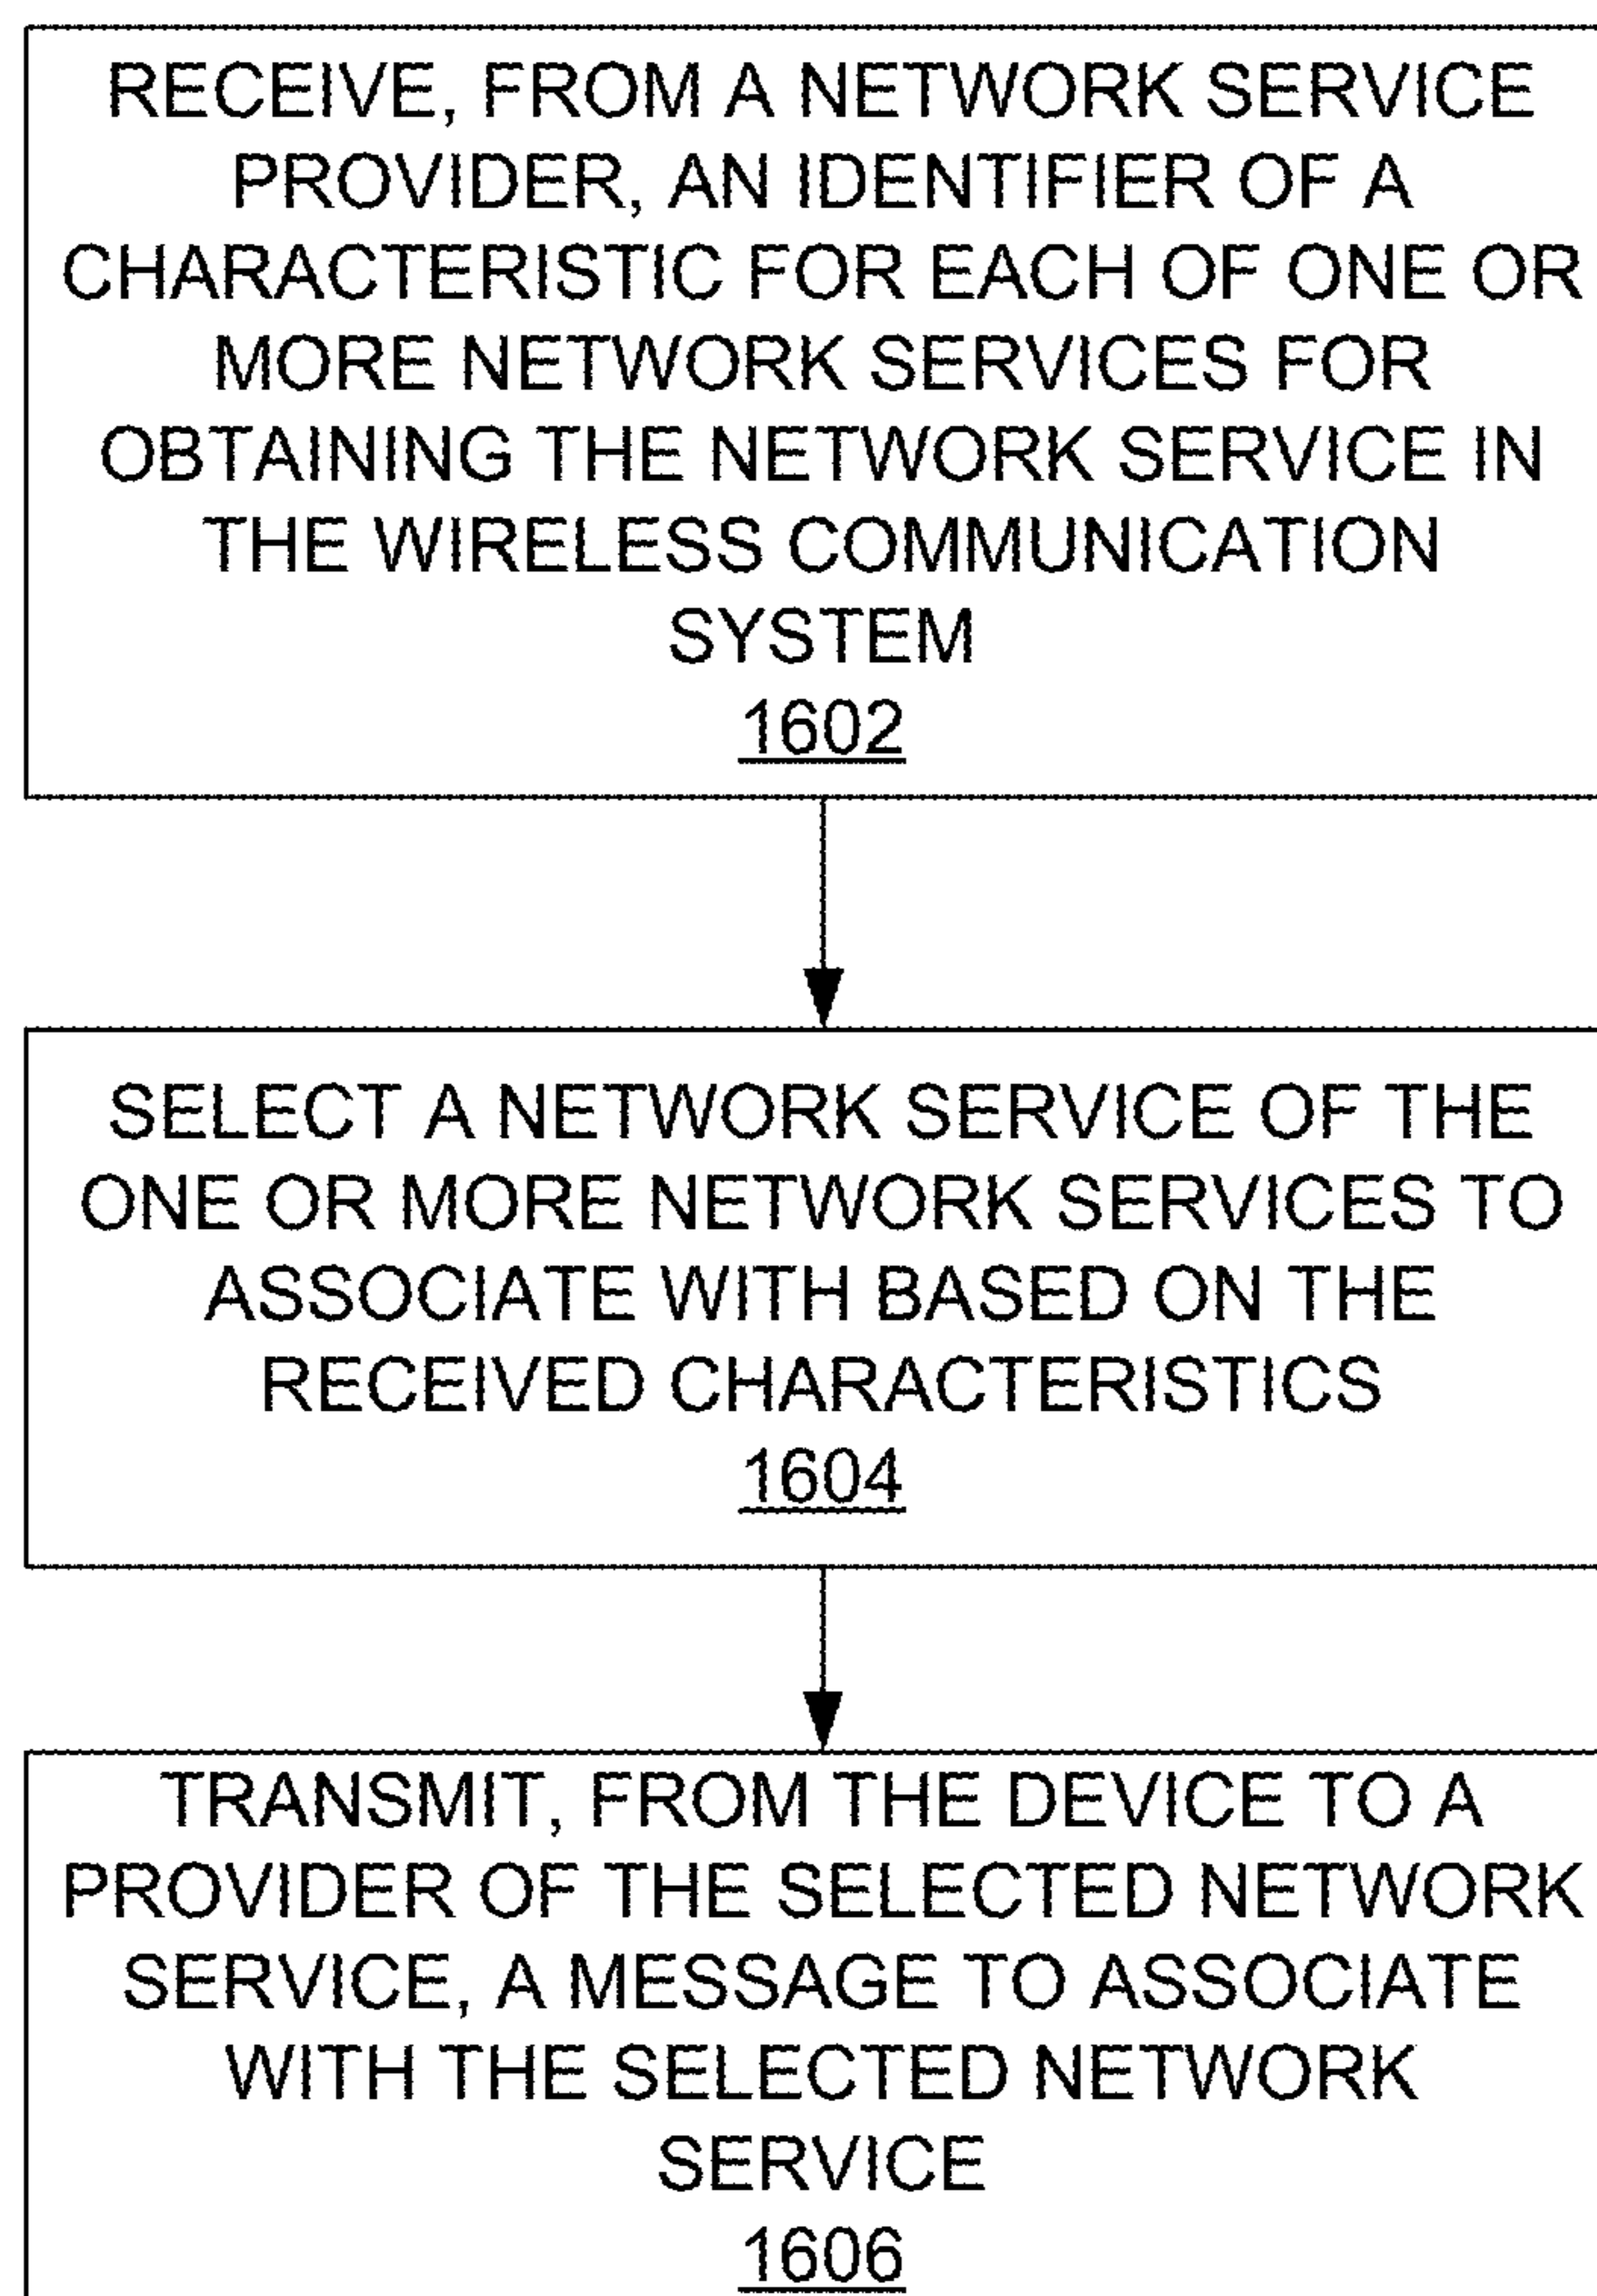 RECEIVE, FROM A NETWORK SERVICE
PROVIDER, AN IDENTIFIER OF A
CHARACTERISTIC FOR EACH OF ONE OR
MORE NETWORK SERVICES FOR
OBTAINING THE NETWORK SERVICE IN
THE WIRELESS COMMUNICATION
SYSTEM
1602
SELECT A NETWORK SERVICE OF THE
ONE OR MORE NETWORK SERVICES TO
ASSOCIATE WITH BASED ON THE
RECEIVED CHARACTERISTICS
1604
TRANSMIT, FROM THE DEVICE TO A
PROVIDER OF THE SELECTED NETWORK
SERVICE, A MESSAGE TO ASSOCIATE
WITH THE SELECTED NETWORK
SERVICE
1606